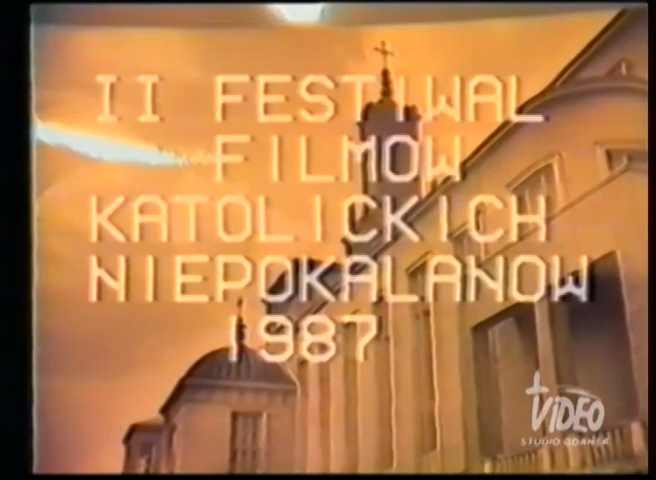 II FESTIWAL
FILMOW
KATOLICKICH
NIEPOKALANOW
1987
VIDEO
STUDIO GDAŃSK